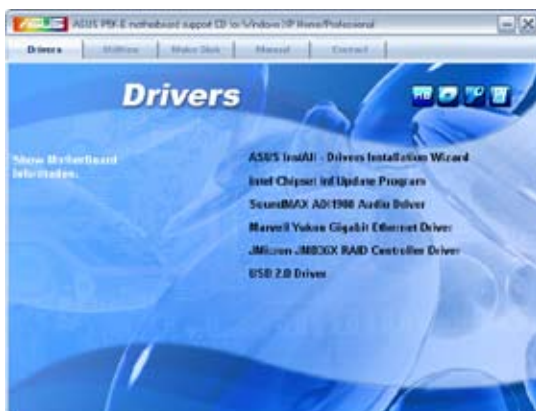 ASUS P5K-E motherboard support CD for Windows XP Home/Professional
Drivers Utilities Make Disk Manual Contact
Drivers
Show Motherboard
Information.
ASUS InstAll - Drivers Installation Wizard
Intel Chipset Inf Update Program
SoundMAX ADI1988 Audio Driver
Marvell Yukon Gigabit Ethernet Driver
JMicron JMB36X RAID Controller Driver
USB 2.0 Driver